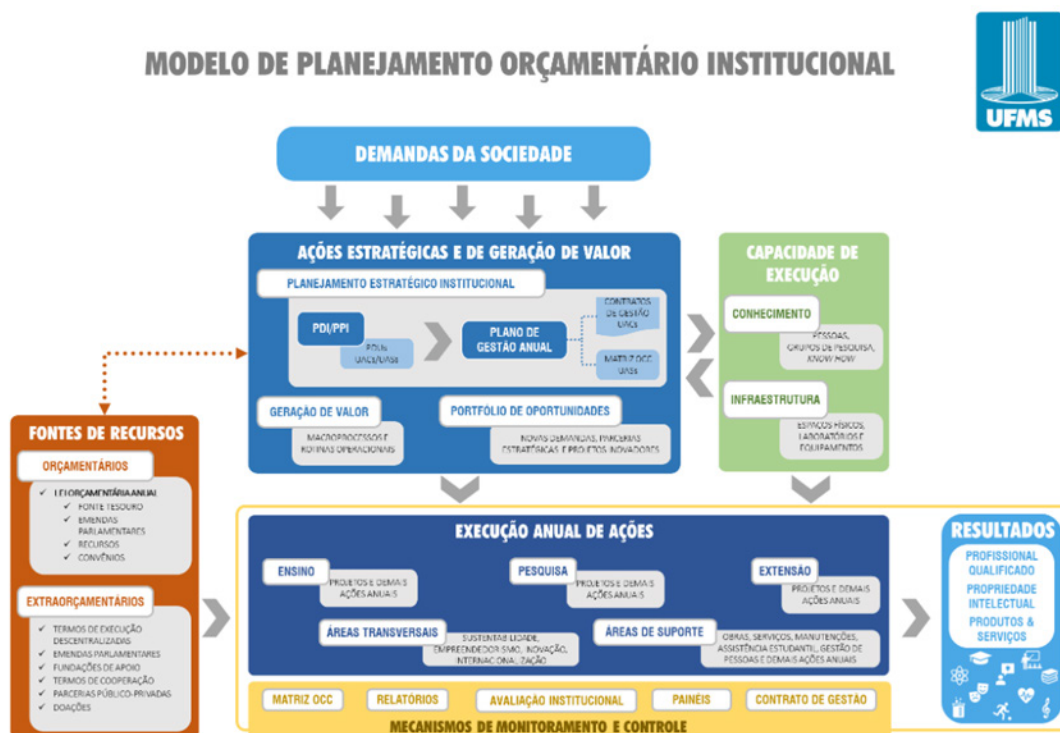 MODELO DE PLANEJAMENTO ORÇAMENTÁRIO INSTITUCIONAL
UFMS
DEMANDAS DA SOCIEDADE
AÇÕES ESTRATÉGICAS E DE GERAÇÃO DE VALOR
PLANEJAMENTO ESTRATÉGICO INSTITUCIONAL
PDI/PPI
PDUs
UACs/UASs
PLANO DE
GESTÃO ANUAL
CONTRATOS
DE GESTÃO
UACs
MATRIZ OCC
UASs
GERAÇÃO DE VALOR
MACROPROCESSOS E
ROTINAS OPERACIONAIS
PORTFÓLIO DE OPORTUNIDADES
NOVAS DEMANDAS, PARCERIAS
ESTRATÉGICAS E PROJETOS INOVADORES
CAPACIDADE DE
EXECUÇÃO
CONHECIMENTO
PESSOAS,
GRUPOS DE PESQUISA,
KNOW HOW
INFRAESTRUTURA
ESPAÇOS FÍSICOS,
LABORATÓRIOS E
EQUIPAMENTOS
FONTES DE RECURSOS
ORÇAMENTÁRIOS
✓ LEI ORÇAMENTÁRIA ANUAL
✓ FONTE TESOURO
✓ EMENDAS
PARLAMENTARES
✓ RECURSOS
✓ CONVÊNIOS
EXTRAORÇAMENTÁRIOS
✓ TERMOS DE EXECUÇÃO
DESCENTRALIZADAS
✓ EMENDAS PARLAMENTARES
✓ FUNDAÇÕES DE APOIO
✓ TERMOS DE COOPERAÇÃO
✓ PARCERIAS PÚBLICO-PRIVADAS
✓ DOAÇÕES
EXECUÇÃO ANUAL DE AÇÕES
ENSINO
PROJETOS E DEMAIS
AÇÕES ANUAIS
PESQUISA
PROJETOS E DEMAIS
AÇÕES ANUAIS
EXTENSÃO
PROJETOS E DEMAIS
AÇÕES ANUAIS
ÁREAS TRANSVERSAIS
SUSTENTABILIDADE,
EMPREENDEDORISMO, INOVAÇÃO,
INTERNACIONALIZAÇÃO
ÁREAS DE SUPORTE
OBRAS, SERVIÇOS, MANUTENÇÕES,
ASSISTÊNCIA ESTUDANTIL, GESTÃO DE
PESSOAS E DEMAIS AÇÕES ANUAIS
MATRIZ OCC
RELATÓRIOS
AVALIAÇÃO INSTITUCIONAL
PAINÉIS
CONTRATO DE GESTÃO
MECANISMOS DE MONITORAMENTO E CONTROLE
RESULTADOS
PROFISSIONAL
QUALIFICADO
PROPRIEDADE
INTELECTUAL
PRODUTOS &
SERVIÇOS